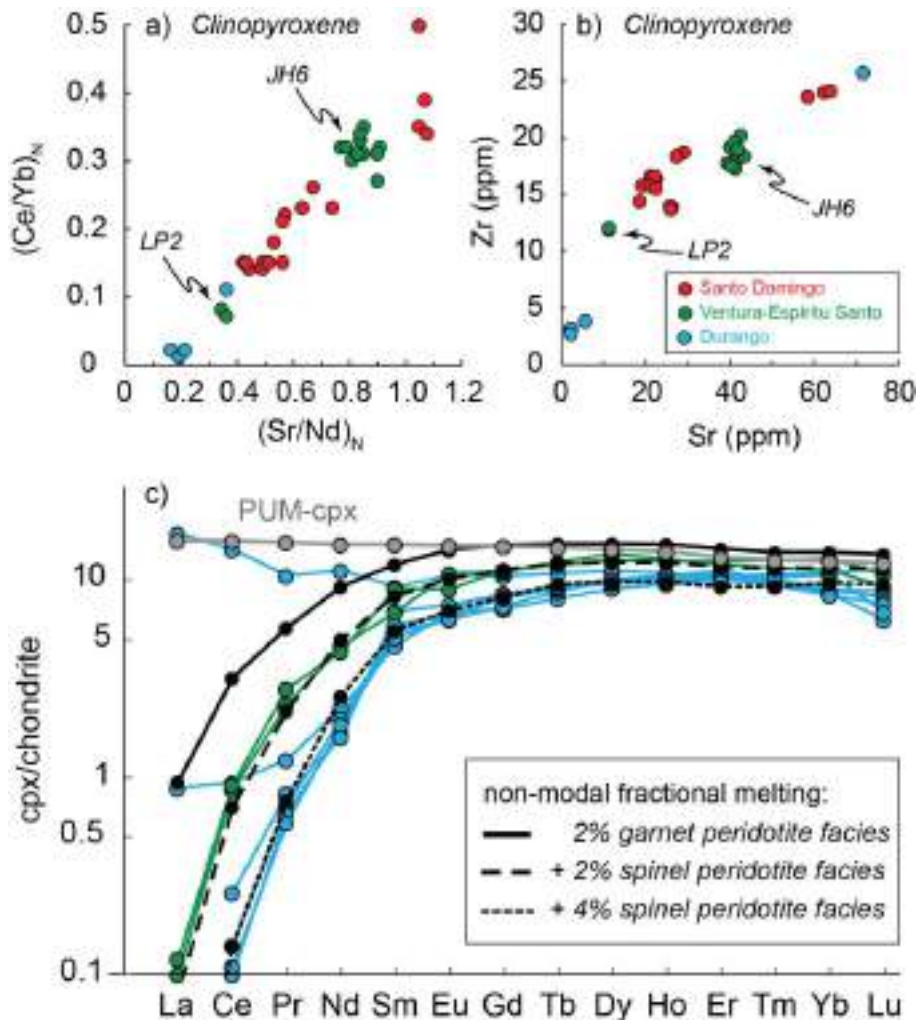 a) Clinopyroxene
0.5
0.4
0.3
0.2
0.1
0
(Ce/Yb)N
JH6
LP2
0 0.2 0.4 0.6 0.8 1.0 1.2
(Sr/Nd)N
b) Clinopyroxene
30
25
20
15
10
5
0
Zr (ppm)
JH6
LP2
Santo Domingo
Ventura-Espiritu Santo
Durango
0 20 40 60 80
Sr (ppm)
c)
PUM-cpx
10
5
1
0.5
0.1
cpx/chondrite
non-modal fractional melting:
2% garnet peridotite facies
+ 2% spinel peridotite facies
+ 4% spinel peridotite facies
La Ce Pr Nd Sm Eu Gd Tb Dy Ho Er Tm Yb Lu